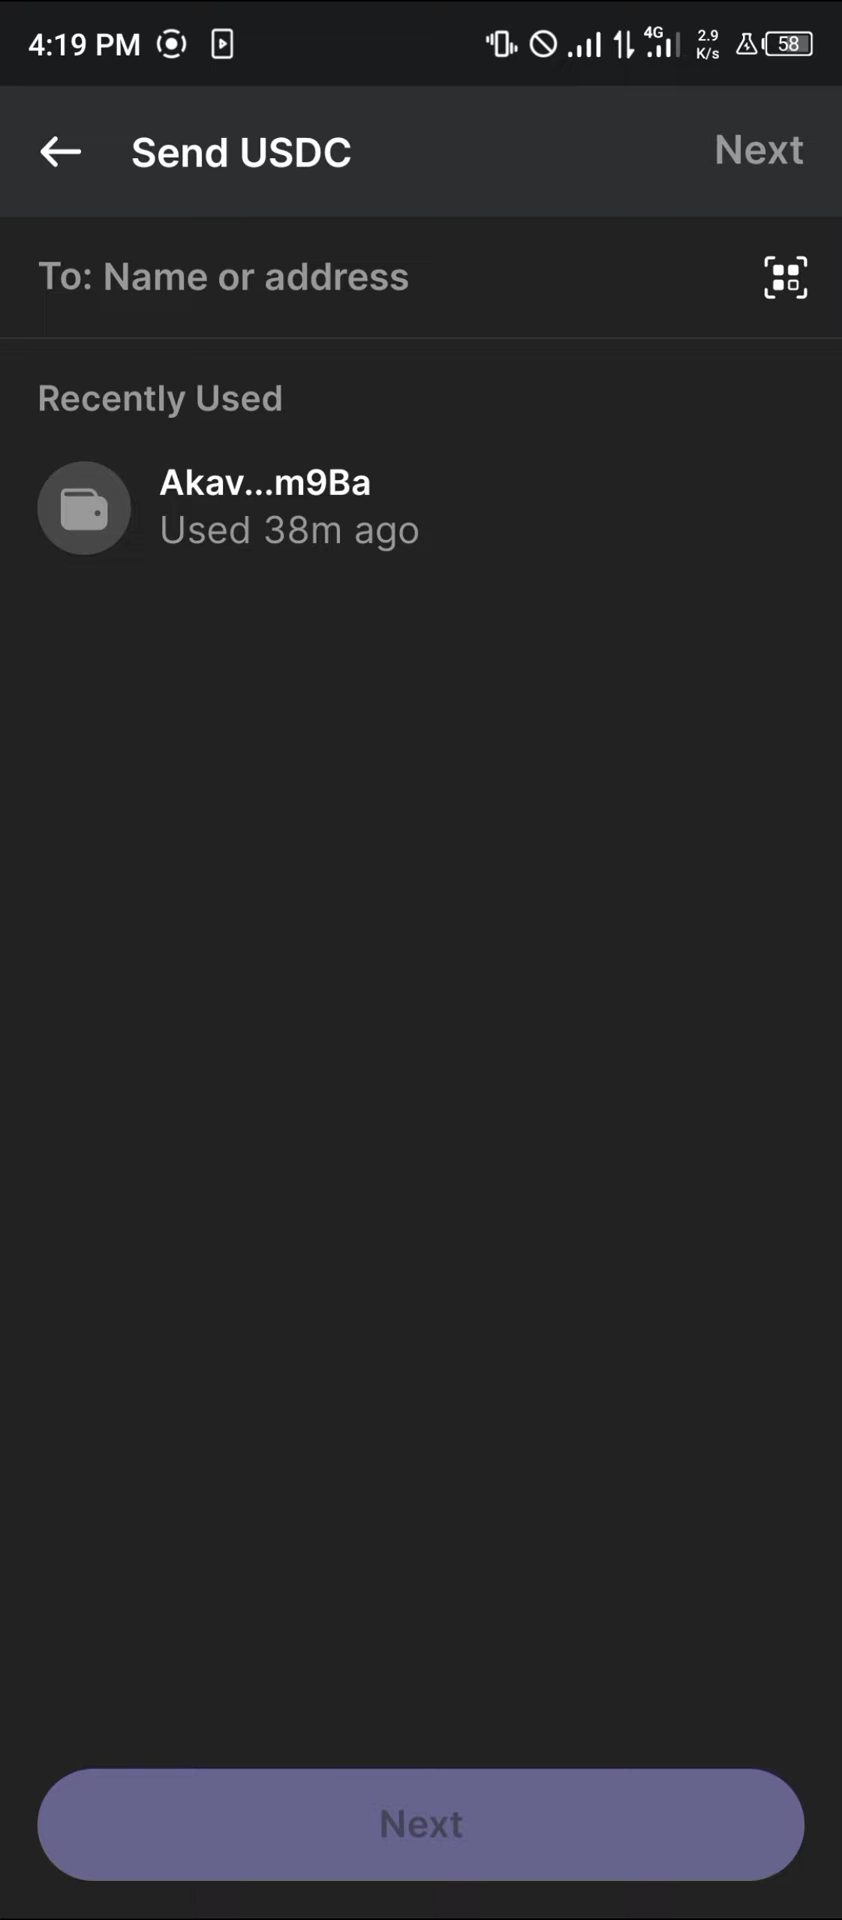 4:19 PM
4G
2.9
K/s
58
Send USDC
Next
To: Name or address
Recently Used
Akav...m9Ba
Used 38m ago
Next